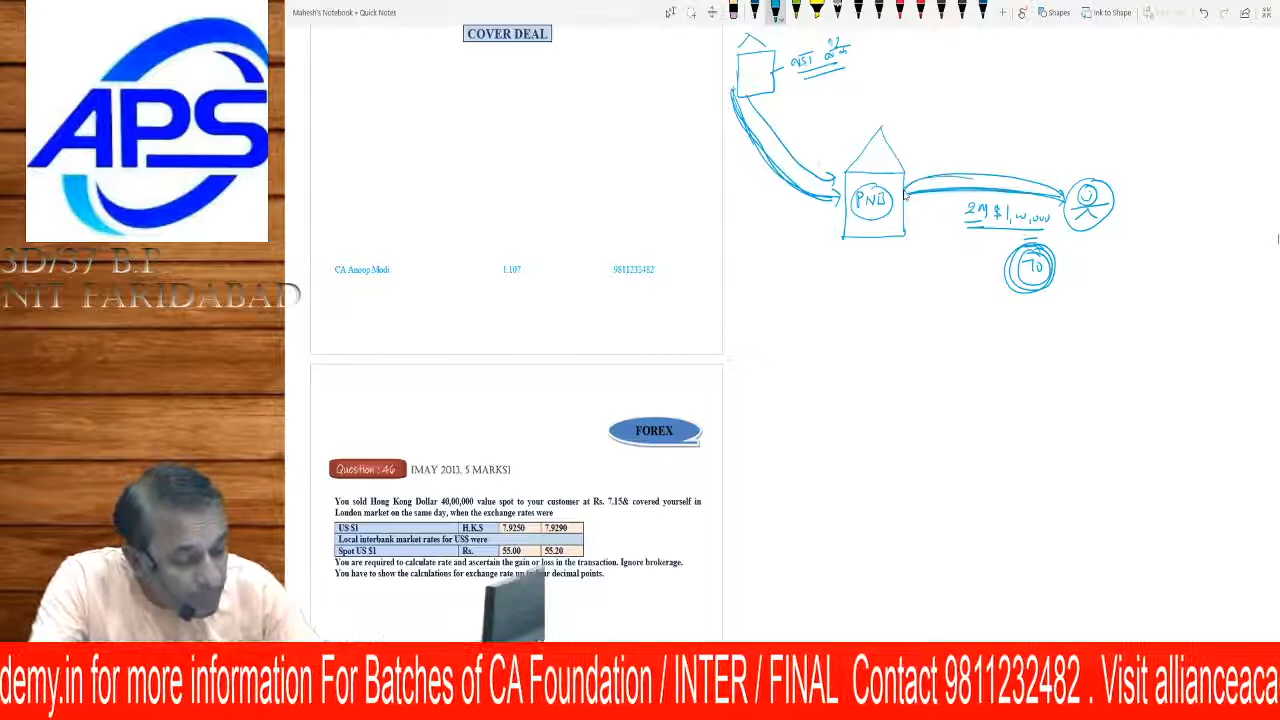 Mahesh's Notebook » Quick Notes
Shapes
Ink to Shape
COVER DEAL
APS
3D/37 B.P.
NIT FARIDABAD
PNB
2M $1,00,000
70
CA Anoop Modi 1.107 9811232482
FOREX
Question : 46 [MAY 2013, 5 MARKS]
You sold Hong Kong Dollar 40,00,000 value spot to your customer at Rs. 7.15& covered yourself in
London market on the same day, when the exchange rates were
US $1 H.K.$ 7.9250 7.9290
Local interbank market rates for US$ were
Spot US $1 Rs. 55.00 55.20
You are required to calculate rate and ascertain the gain or loss in the transaction. Ignore brokerage.
You have to show the calculations for exchange rate up to four decimal points.
demy.in for more information For Batches of CA Foundation / INTER / FINAL Contact 9811232482 . Visit allianceaca